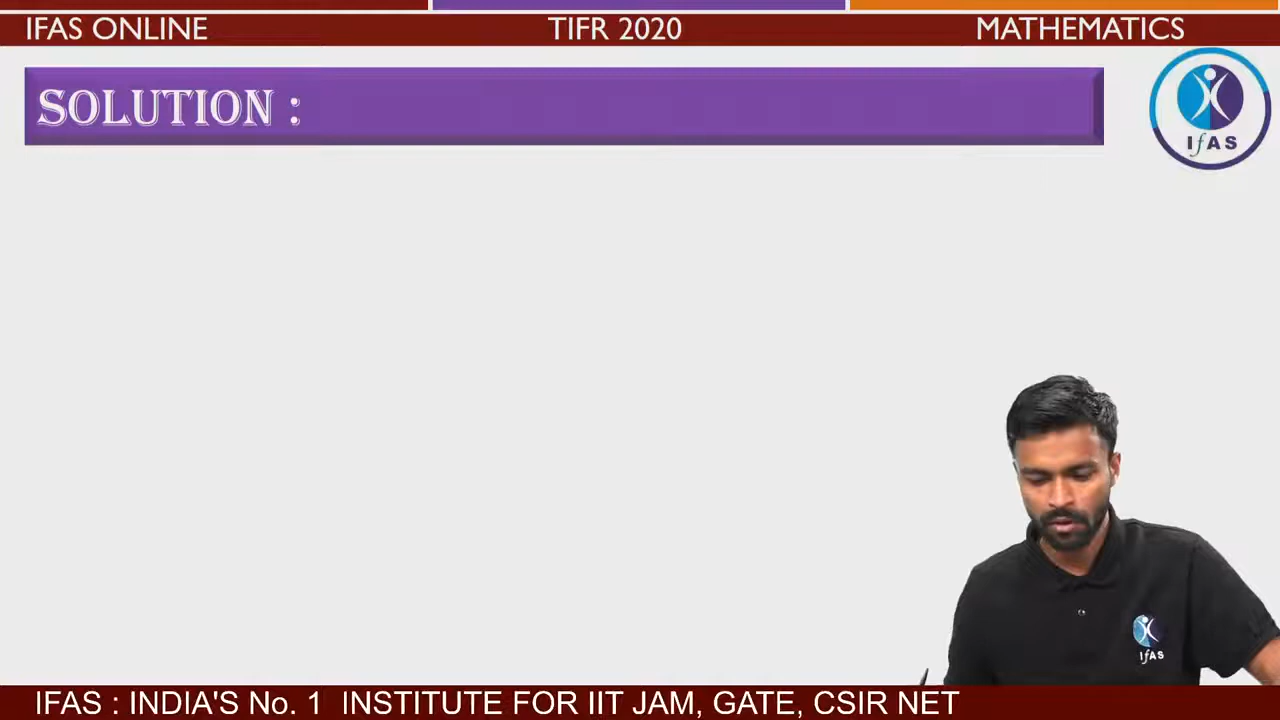 IFAS ONLINE
TIFR 2020
MATHEMATICS
SOLUTION :
IfAS
IfAS
IFAS : INDIA'S No. 1 INSTITUTE FOR IIT JAM, GATE, CSIR NET